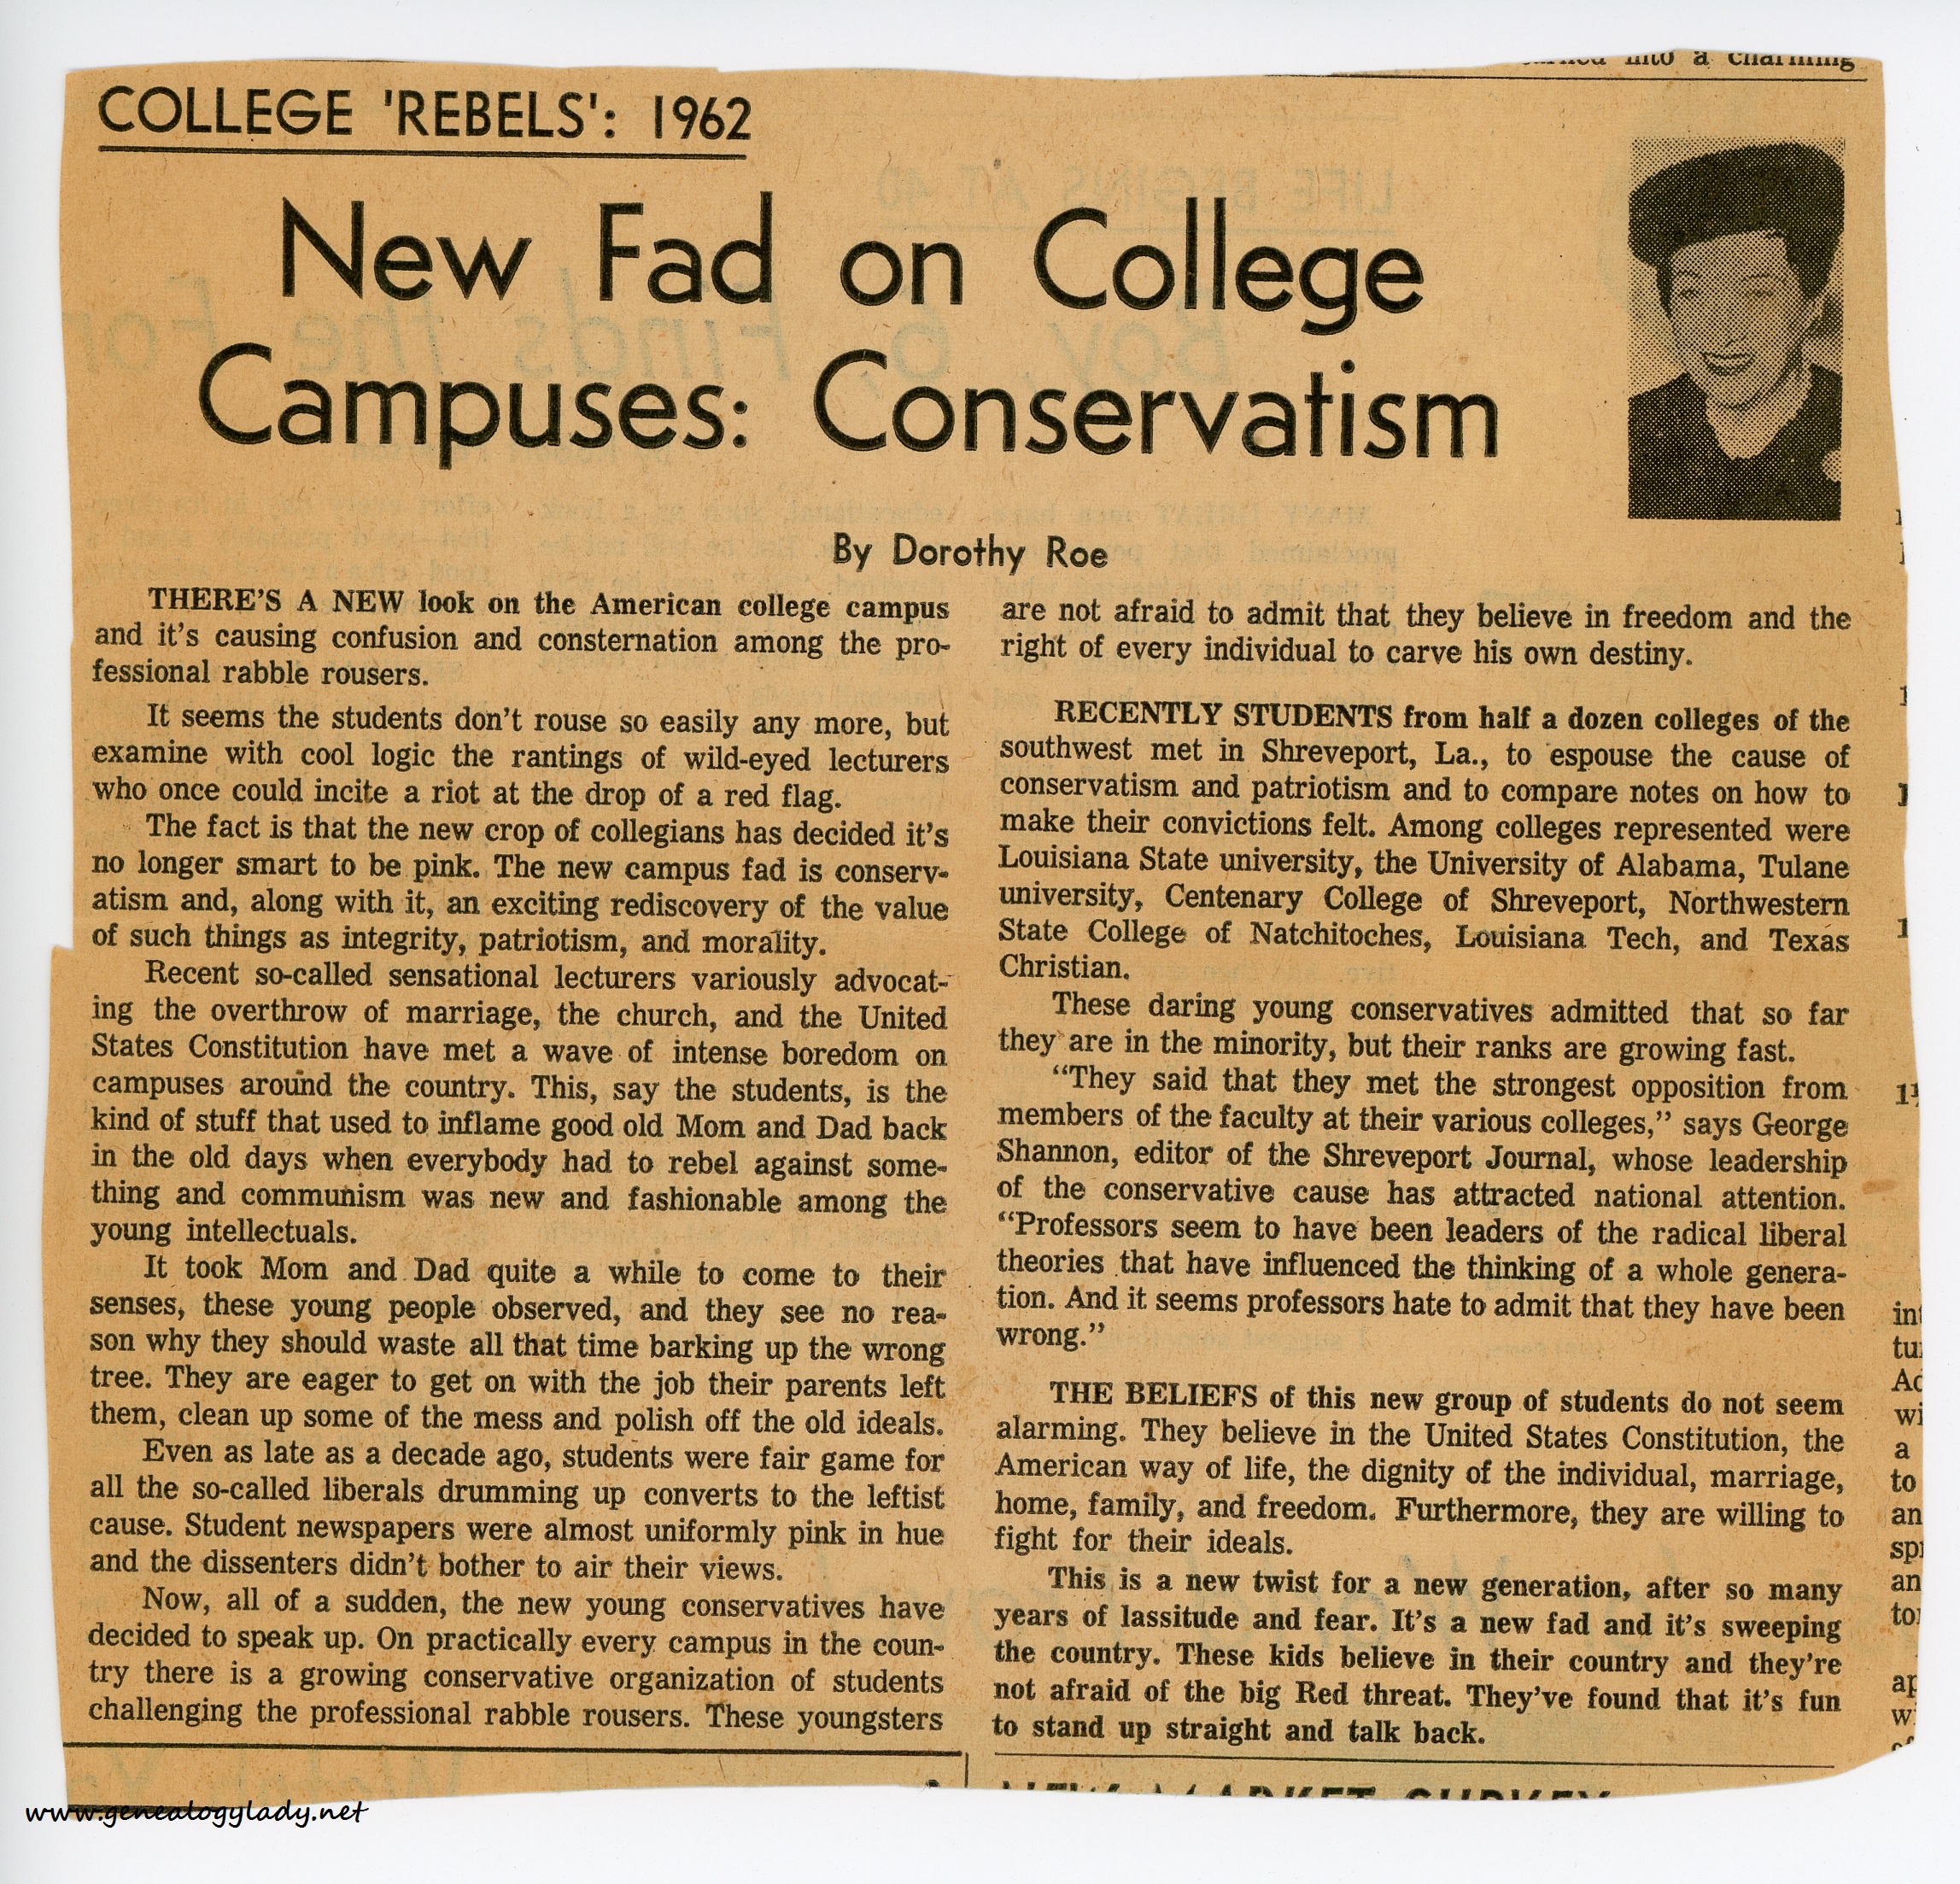 into a charming
COLLEGE 'REBELS': 1962
New Fad on College
Campuses: Conservatism
By Dorothy Roe
THERE'S A NEW look on the American college campus
and it's causing confusion and consternation among the pro-
fessional rabble rousers.
It seems the students don't rouse so easily any more, but
examine with cool logic the rantings of wild-eyed lecturers
who once could incite a riot at the drop of a red flag.
The fact is that the new crop of collegians has decided it's
no longer smart to be pink. The new campus fad is conserv-
atism and, along with it, an exciting rediscovery of the value
of such things as integrity, patriotism, and morality.
Recent so-called sensational lecturers variously advocat-
ing the overthrow of marriage, the church, and the United
States Constitution have met a wave of intense boredom on
campuses around the country. This, say the students, is the
kind of stuff that used to inflame good old Mom and Dad back
in the old days when everybody had to rebel against some-
thing and communism was new and fashionable among the
young intellectuals.
It took Mom and Dad quite a while to come to their
senses, these young people observed, and they see no rea-
son why they should waste all that time barking up the wrong
tree. They are eager to get on with the job their parents left
them, clean up some of the mess and polish off the old ideals.
Even as late as a decade ago, students were fair game for
all the so-called liberals drumming up converts to the leftist
cause. Student newspapers were almost uniformly pink in hue
and the dissenters didn't bother to air their views.
Now, all of a sudden, the new young conservatives have
decided to speak up. On practically every campus in the coun-
try there is a growing conservative organization of students
challenging the professional rabble rousers. These youngsters
are not afraid to admit that they believe in freedom and the
right of every individual to carve his own destiny.
RECENTLY STUDENTS from half a dozen colleges of the
southwest met in Shreveport, La., to espouse the cause of
conservatism and patriotism and to compare notes on how to
make their convictions felt. Among colleges represented were
Louisiana State university, the University of Alabama, Tulane
university, Centenary College of Shreveport, Northwestern
State College of Natchitoches, Louisiana Tech, and Texas
Christian.
These daring young conservatives admitted that so far
they are in the minority, but their ranks are growing fast.
"They said that they met the strongest opposition from
members of the faculty at their various colleges," says George
Shannon, editor of the Shreveport Journal, whose leadership
of the conservative cause has attracted national attention.
"Professors seem to have been leaders of the radical liberal
theories that have influenced the thinking of a whole genera-
tion. And it seems professors hate to admit that they have been
wrong."
THE BELIEFS of this new group of students do not seem
alarming. They believe in the United States Constitution, the
American way of life, the dignity of the individual, marriage,
home, family, and freedom. Furthermore, they are willing to
fight for their ideals.
This is a new twist for a new generation, after so many
years of lassitude and fear. It's a new fad and it's sweeping
the country. These kids believe in their country and they're
not afraid of the big Red threat. They've found that it's fun
to stand up straight and talk back.
NEW MARKET SURVEY
www.genealogylady.net